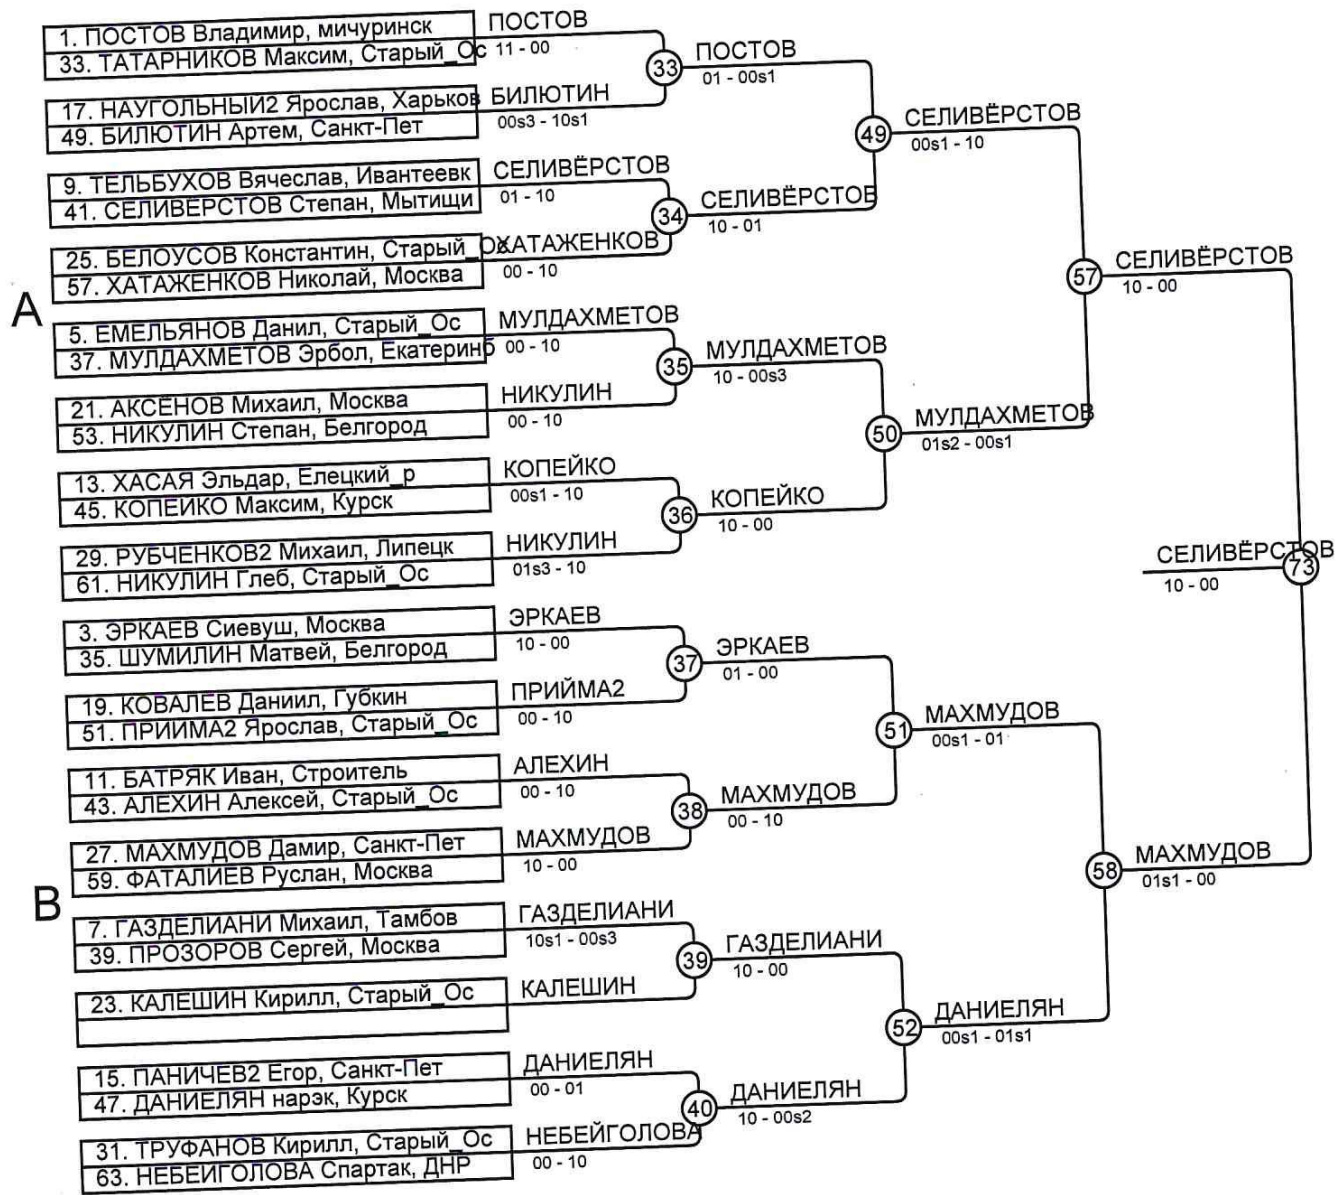 1. ПОСТОВ Владимир, мичуринск
33. ТАТАРНИКОВ Максим, Старый_Ос
17. НАУГОЛЬНЫЙ2 Ярослав, Харьков
49. БИЛЮТИН Артем, Санкт-Пет
9. ТЕЛЬБУХОВ Вячеслав, Ивантеевк
41. СЕЛИВЁРСТОВ Степан, Мытищи
25. БЕЛОУСОВ Константин, Старый_Ос
57. ХАТАЖЕНКОВ Николай, Москва
A
5. ЕМЕЛЬЯНОВ Данил, Старый_Ос
37. МУЛДАХМЕТОВ Эрбол, Екатеринб
21. АКСЁНОВ Михаил, Москва
53. НИКУЛИН Степан, Белгород
13. ХАСАЯ Эльдар, Елецкий_р
45. КОПЕЙКО Максим, Курск
29. РУБЧЕНКОВ2 Михаил, Липецк
61. НИКУЛИН Глеб, Старый_Ос
3. ЭРКАЕВ Сиевуш, Москва
35. ШУМИЛИН Матвей, Белгород
19. КОВАЛЁВ Даниил, Губкин
51. ПРИЙМА2 Ярослав, Старый_Ос
11. БАТРЯК Иван, Строитель
43. АЛЕХИН Алексей, Старый_Ос
27. МАХМУДОВ Дамир, Санкт-Пет
59. ФАТАЛИЕВ Руслан, Москва
B
7. ГАЗДЕЛИАНИ Михаил, Тамбов
39. ПРОЗОРОВ Сергей, Москва
23. КАЛЕШИН Кирилл, Старый_Ос
15. ПАНИЧЕВ2 Егор, Санкт-Пет
47. ДАНИЕЛЯН нарэк, Курск
31. ТРУФАНОВ Кирилл, Старый_Ос
63. НЕБЕЙГОЛОВА Спартак, ДНР
ПОСТОВ
11 - 00
БИЛЮТИН
00s3 - 10s1
СЕЛИВЁРСТОВ
01 - 10
ХАТАЖЕНКОВ
00 - 10
МУЛДАХМЕТОВ
00 - 10
НИКУЛИН
00 - 10
КОПЕЙКО
00s1 - 10
НИКУЛИН
01s3 - 10
ЭРКАЕВ
10 - 00
ПРИЙМА2
00 - 10
АЛЕХИН
00 - 10
МАХМУДОВ
10 - 00
ГАЗДЕЛИАНИ
10s1 - 00s3
КАЛЕШИН
ДАНИЕЛЯН
00 - 01
НЕБЕЙГОЛОВА
00 - 10
33
ПОСТОВ
01 - 00s1
34
СЕЛИВЁРСТОВ
10 - 01
35
МУЛДАХМЕТОВ
10 - 00s3
36
КОПЕЙКО
10 - 00
37
ЭРКАЕВ
01 - 00
38
МАХМУДОВ
00 - 10
39
ГАЗДЕЛИАНИ
10 - 00
40
ДАНИЕЛЯН
10 - 00s2
49
СЕЛИВЁРСТОВ
00s1 - 10
50
МУЛДАХМЕТОВ
01s2 - 00s1
51
МАХМУДОВ
00s1 - 01
52
ДАНИЕЛЯН
00s1 - 01s1
57
СЕЛИВЁРСТОВ
10 - 00
58
МАХМУДОВ
01s1 - 00
СЕЛИВЁРСТОВ
73
10 - 00